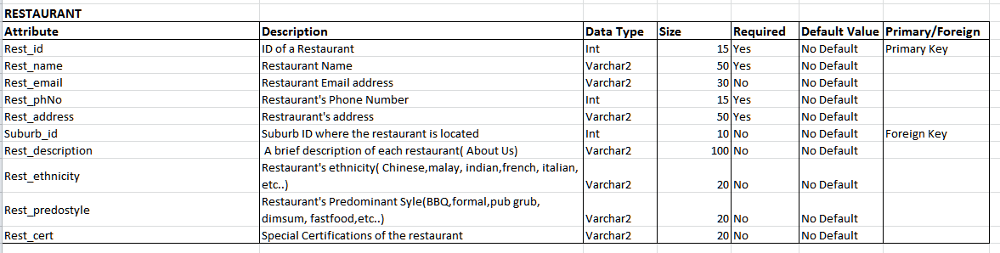 RESTAURANT
Attribute Description Data Type Size Required Default Value Primary/Foreign
Rest_id ID of a Restaurant Int 15 Yes No Default Primary Key
Rest_name Restaurant Name Varchar2 50 Yes No Default
Rest_email Restaurant Email address Varchar2 30 No No Default
Rest_phNo Restaurant's Phone Number Int 15 Yes No Default
Rest_address Restraurant's address Varchar2 50 Yes No Default
Suburb_id Suburb ID where the restaurant is located Int 10 No No Default Foreign Key
Rest_description A brief description of each restaurant( About Us) Varchar2 100 No No Default
Rest_ethnicity Restaurant's ethnicity( Chinese,malay, indian,french, italian,
etc..) Varchar2 20 No No Default
Rest_predostyle Restaurant's Predominant Syle(BBQ,formal,pub grub,
dimsum, fastfood,etc..) Varchar2 20 No No Default
Rest_cert Special Certifications of the restaurant Varchar2 20 No No Default